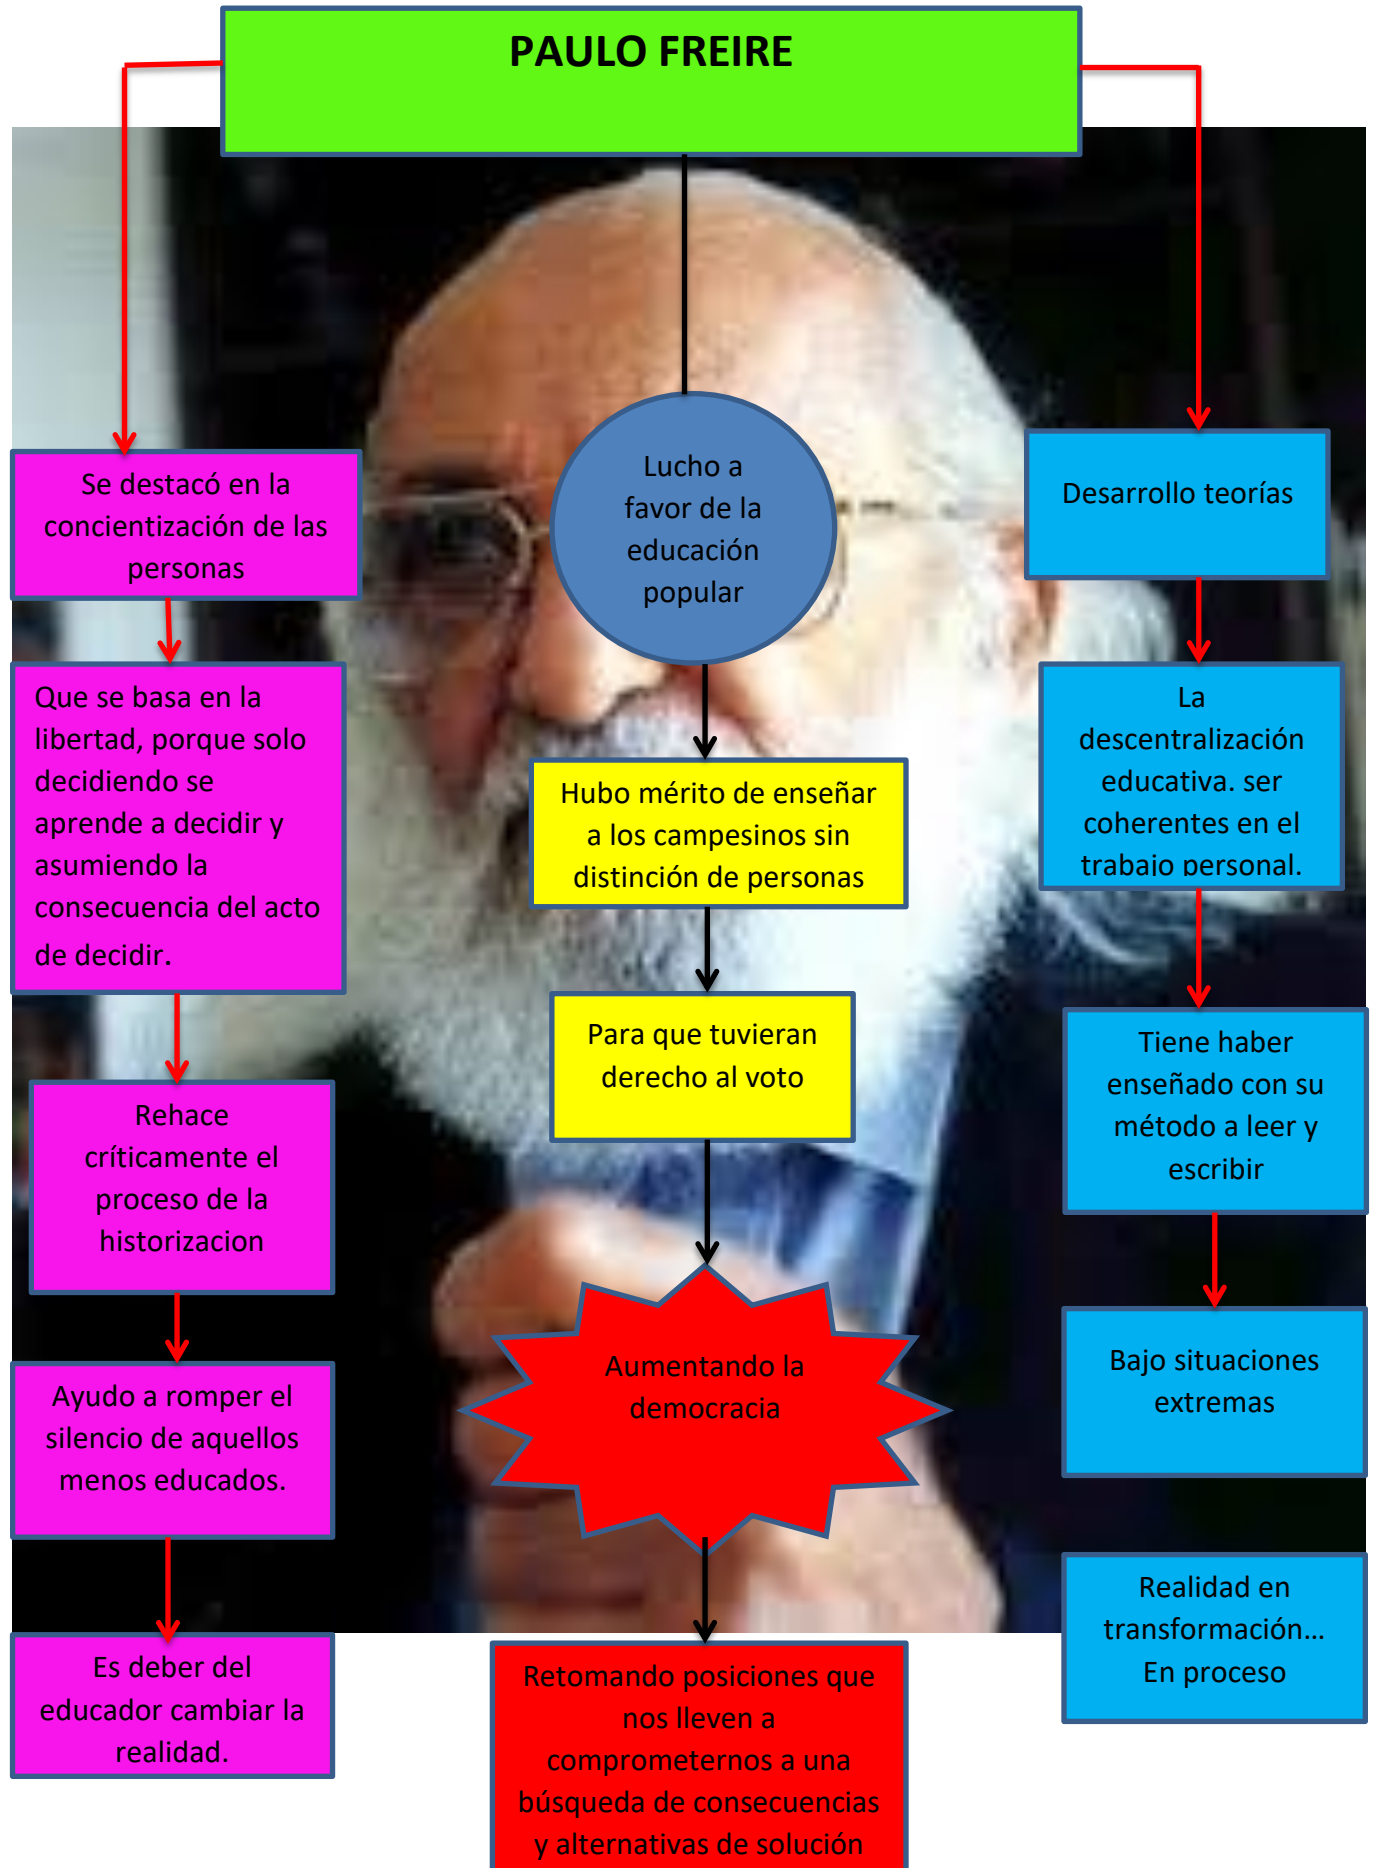 PAULO FREIRE
Se destacó en la
concientización de las
personas
Que se basa en la
libertad, porque solo
decidiendo se
aprende a decidir y
asumiendo la
consecuencia del acto
de decidir.
Rehace
críticamente el
proceso de la
historizacion
Ayudo a romper el
silencio de aquellos
menos educados.
Es deber del
educador cambiar la
realidad.
Lucho a
favor de la
educación
popular
Hubo mérito de enseñar
a los campesinos sin
distinción de personas
Para que tuvieran
derecho al voto
Aumentando la
democracia
Retomando posiciones que
nos lleven a
comprometernos a una
búsqueda de consecuencias
y alternativas de solución
Desarrollo teorías
La
descentralización
educativa. ser
coherentes en el
trabajo personal.
Tiene haber
enseñado con su
método a leer y
escribir
Bajo situaciones
extremas
Realidad en
transformación…
En proceso